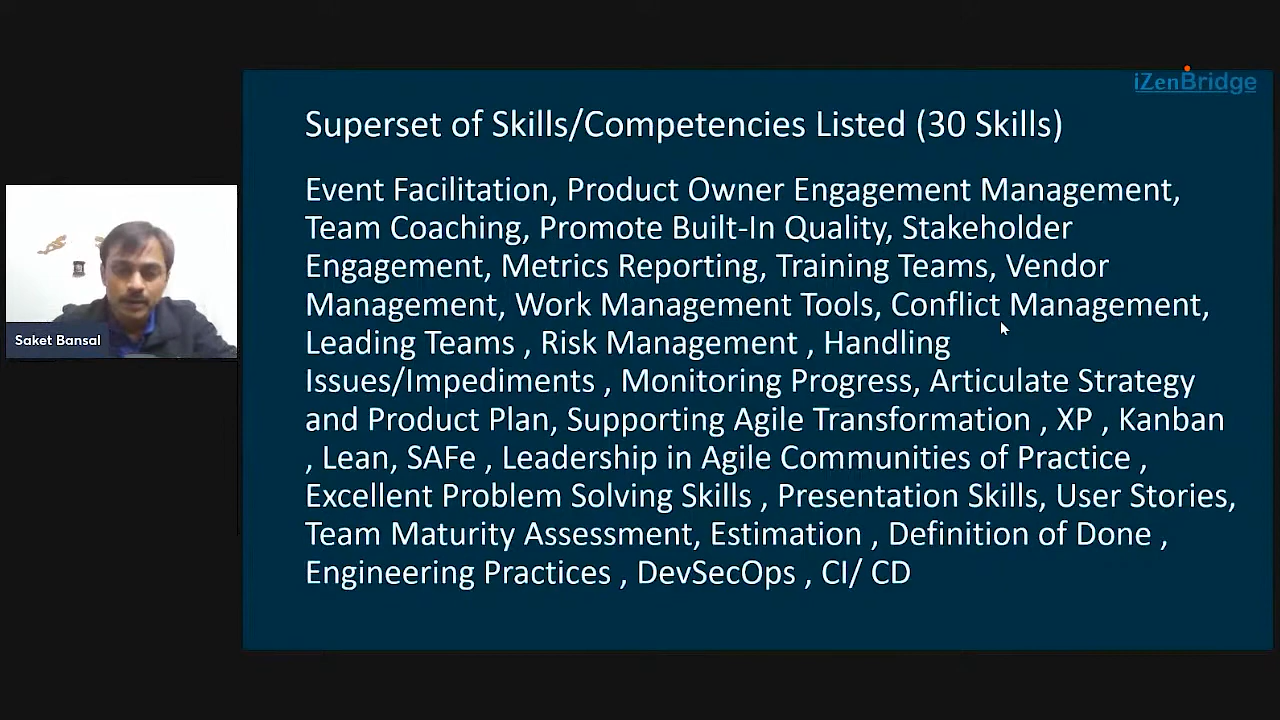 iZenBridge
Superset of Skills/Competencies Listed (30 Skills)
Event Facilitation, Product Owner Engagement Management,
Team Coaching, Promote Built-In Quality, Stakeholder
Engagement, Metrics Reporting, Training Teams, Vendor
Management, Work Management Tools, Conflict Management,
Leading Teams , Risk Management , Handling
Issues/Impediments , Monitoring Progress, Articulate Strategy
and Product Plan, Supporting Agile Transformation , XP , Kanban
, Lean, SAFe , Leadership in Agile Communities of Practice ,
Excellent Problem Solving Skills , Presentation Skills, User Stories,
Team Maturity Assessment, Estimation , Definition of Done ,
Engineering Practices , DevSecOps , CI/ CD
Saket Bansal